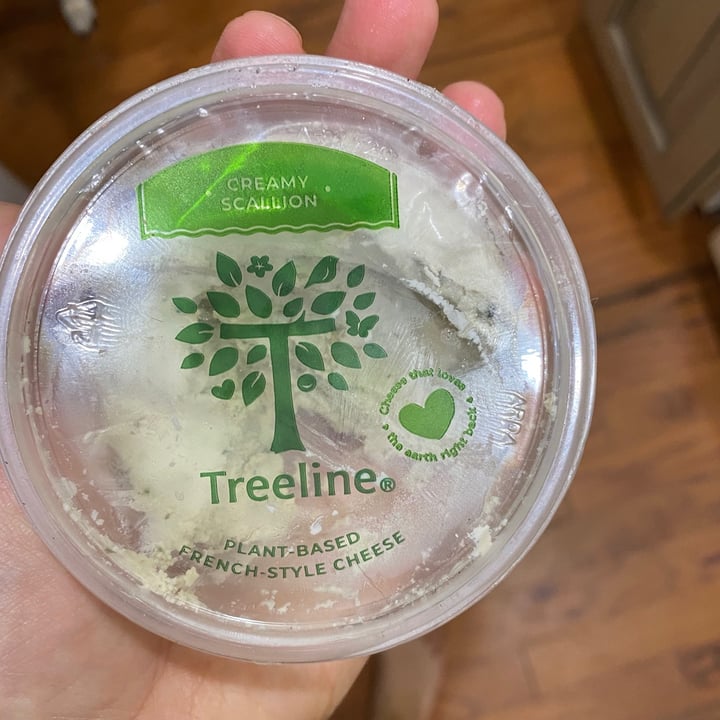 CREAMY
SCALLION
Cheese that loves
the earth right back
Treeline®
PLANT-BASED
FRENCH-STYLE CHEESE